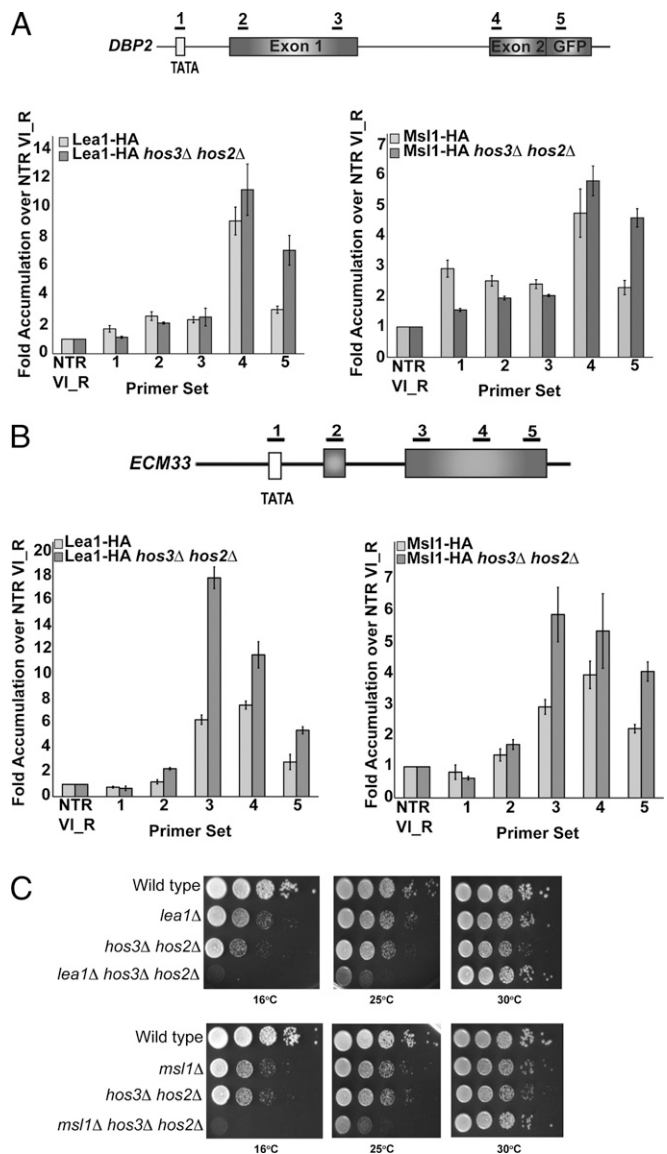 A
1 2 3 4 5
DBP2 Exon 1 Exon 2 GFP
TATA
Fold Accumulation over NTR VI_R
14
12
10
8
6
4
2
0
Lea1-HA
Lea1-HA hos3Δ hos2Δ
NTR VI_R 1 2 3 4 5
Primer Set
Fold Accumulation over NTR VI_R
7
6
5
4
3
2
1
0
Msl1-HA
Msl1-HA hos3Δ hos2Δ
NTR VI_R 1 2 3 4 5
Primer Set
B
1 2 3 4 5
ECM33
TATA
Fold Accumulation over NTR VI_R
20
18
16
14
12
10
8
6
4
2
0
Lea1-HA
Lea1-HA hos3Δ hos2Δ
NTR VI_R 1 2 3 4 5
Primer Set
Fold Accumulation over NTR VI_R
7
6
5
4
3
2
1
0
Msl1-HA
Msl1-HA hos3Δ hos2Δ
NTR VI_R 1 2 3 4 5
Primer Set
C
Wild type
lea1Δ
hos3Δ hos2Δ
lea1Δ hos3Δ hos2Δ
16°C 25°C 30°C
Wild type
msl1Δ
hos3Δ hos2Δ
msl1Δ hos3Δ hos2Δ
16°C 25°C 30°C